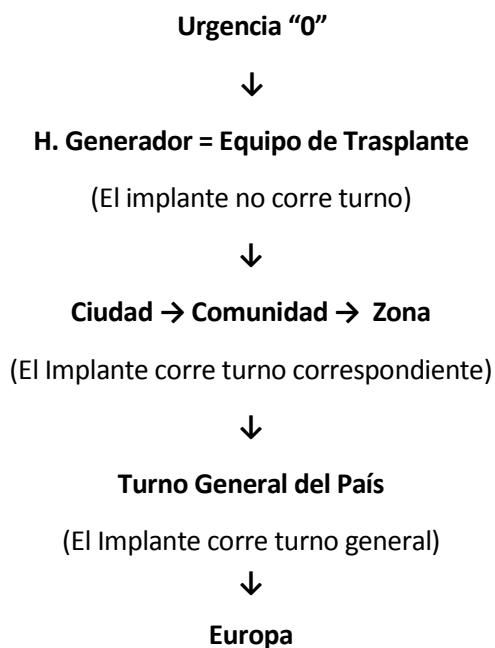 Urgencia “0”
↓
H. Generador = Equipo de Trasplante
(El implante no corre turno)
↓
Ciudad → Comunidad → Zona
(El Implante corre turno correspondiente)
↓
Turno General del País
(El Implante corre turno general)
↓
Europa